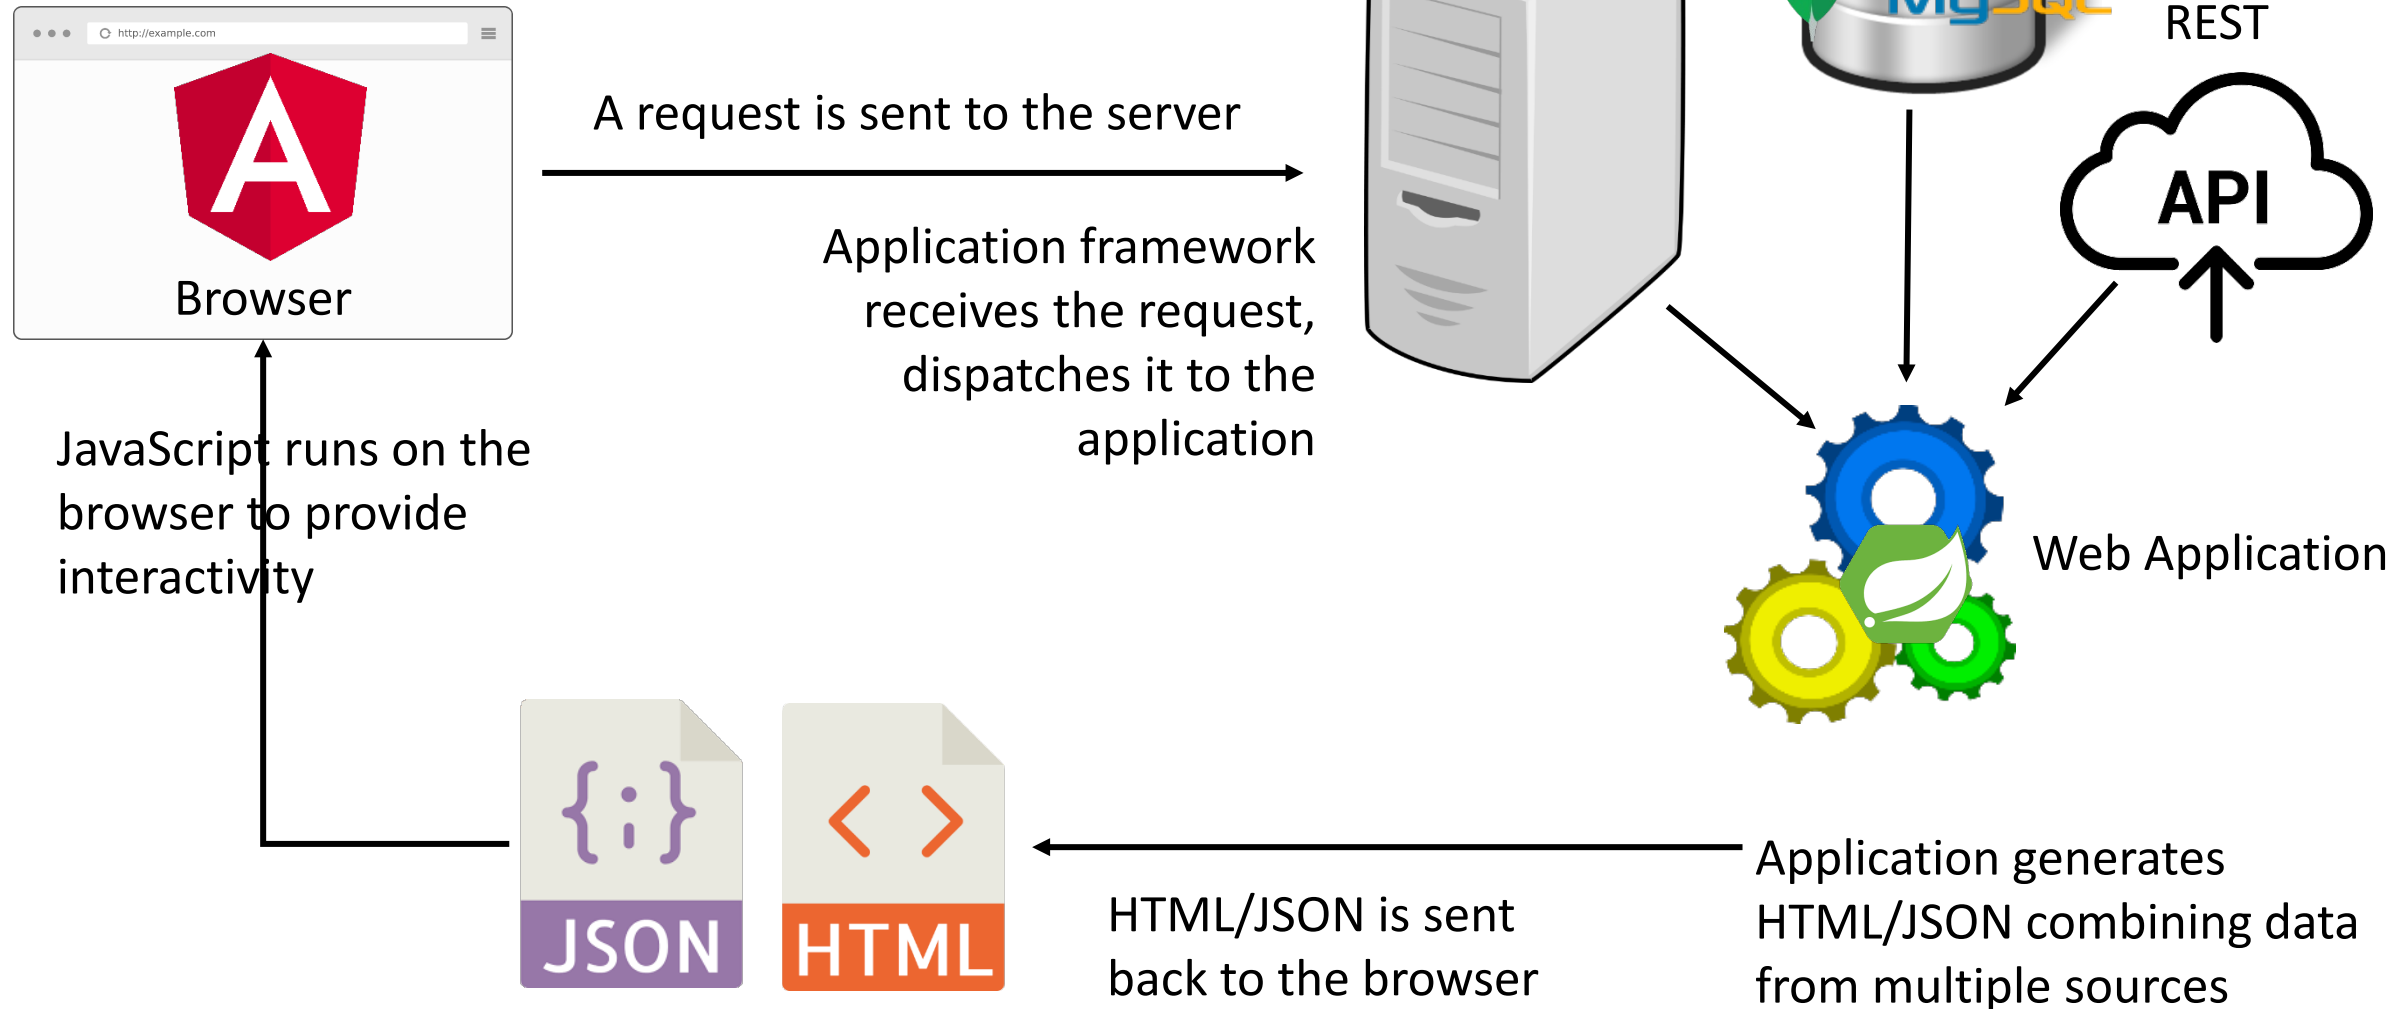 MySQL
REST
http://example.com
A request is sent to the server
API
Browser
Application framework
receives the request,
dispatches it to the
application
JavaScript runs on the
browser to provide
interactivity
Web Application
JSON
HTML
HTML/JSON is sent
back to the browser
Application generates
HTML/JSON combining data
from multiple sources